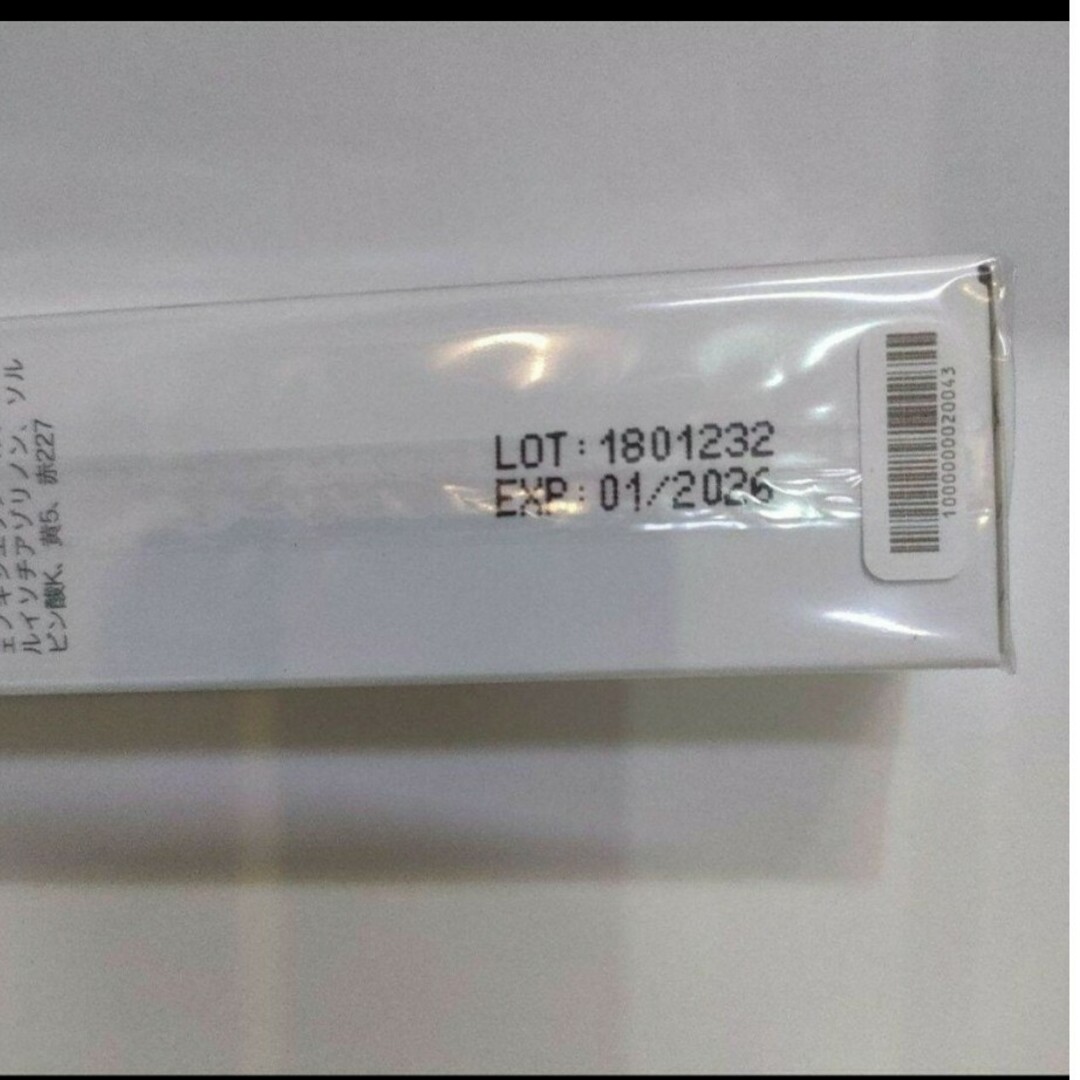 LOT: 1801232
EXP: 01/2026
1000000020043
ルイソチアゾリノン、ソル
ビン酸K、黄5、赤227